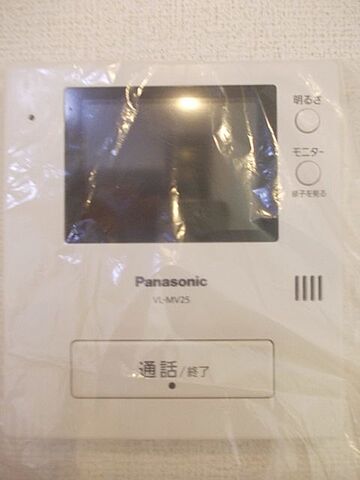 明るさ
モニター
様子を見る
Panasonic
VL-MV25
通話/終了